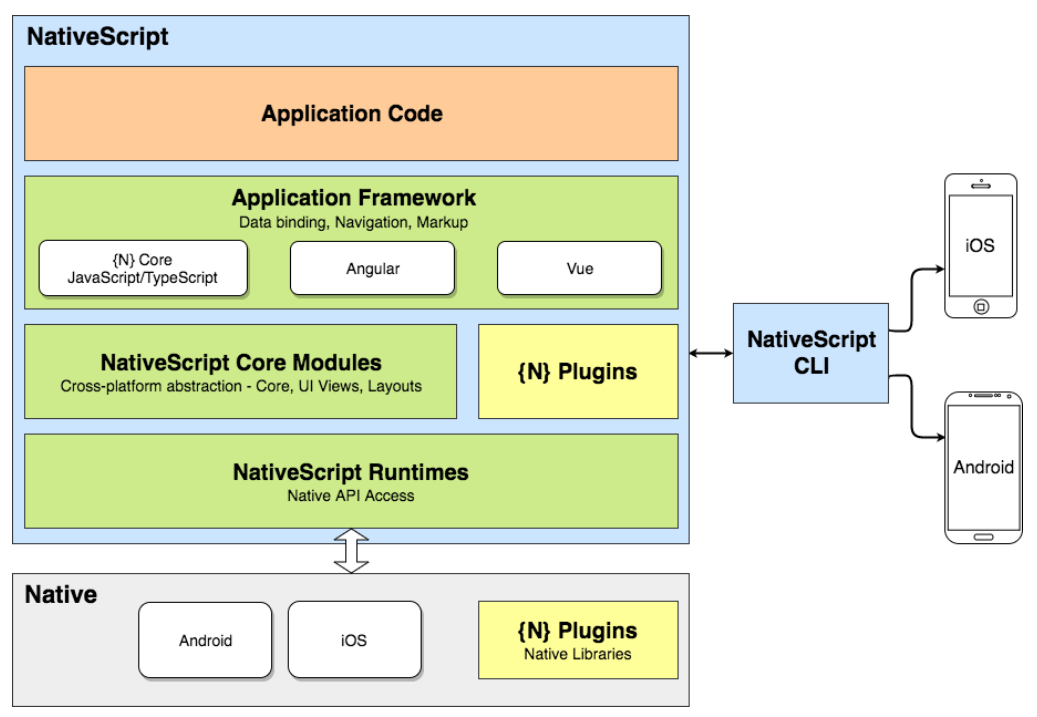 NativeScript
Application Code
Application Framework
Data binding, Navigation, Markup
{N} Core
JavaScript/TypeScript
Angular
Vue
NativeScript Core Modules
Cross-platform abstraction - Core, UI Views, Layouts
{N} Plugins
NativeScript Runtimes
Native API Access
NativeScript
CLI
iOS
Android
Native
Android
iOS
{N} Plugins
Native Libraries